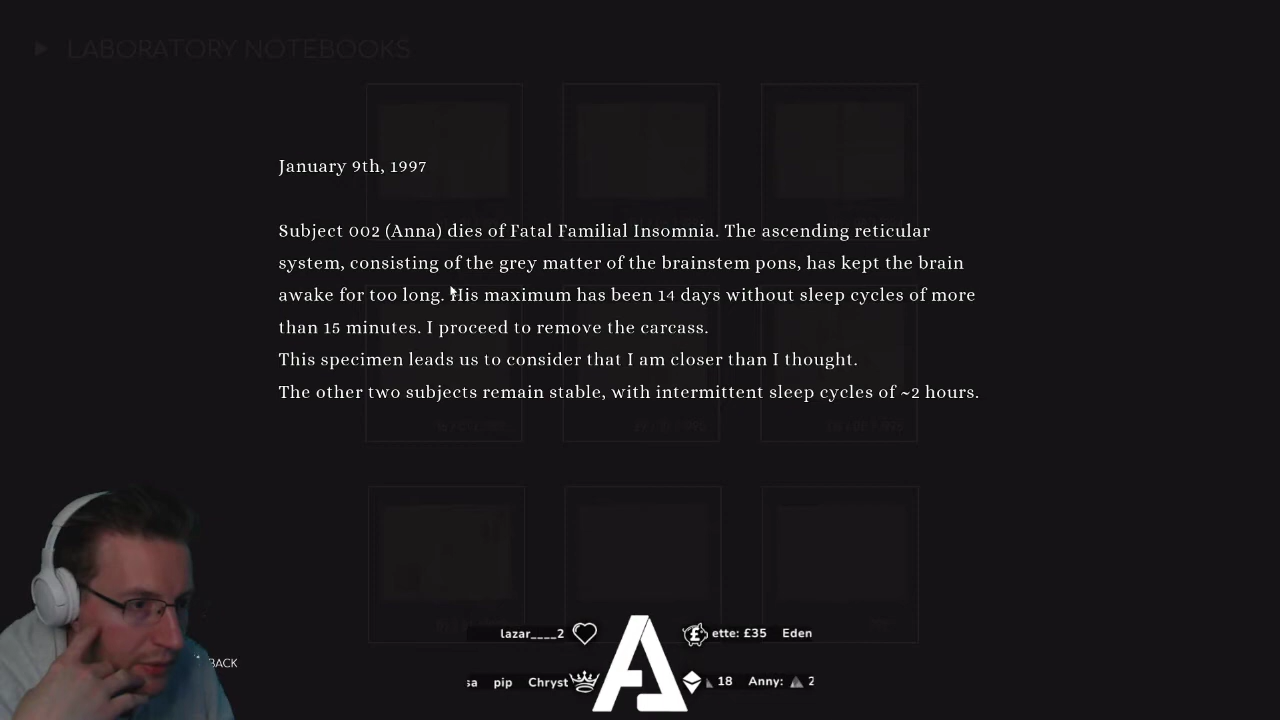 LABORATORY NOTEBOOKS
January 9th, 1997
Subject 002 (Anna) dies of Fatal Familial Insomnia. The ascending reticular
system, consisting of the grey matter of the brainstem pons, has kept the brain
awake for too long. His maximum has been 14 days without sleep cycles of more
than 15 minutes. I proceed to remove the carcass.
This specimen leads us to consider that I am closer than I thought.
The other two subjects remain stable, with intermittent sleep cycles of ~2 hours.
BACK
lazar____2
ette: £35 Eden
sa pip Chryst
18 Anny: 2